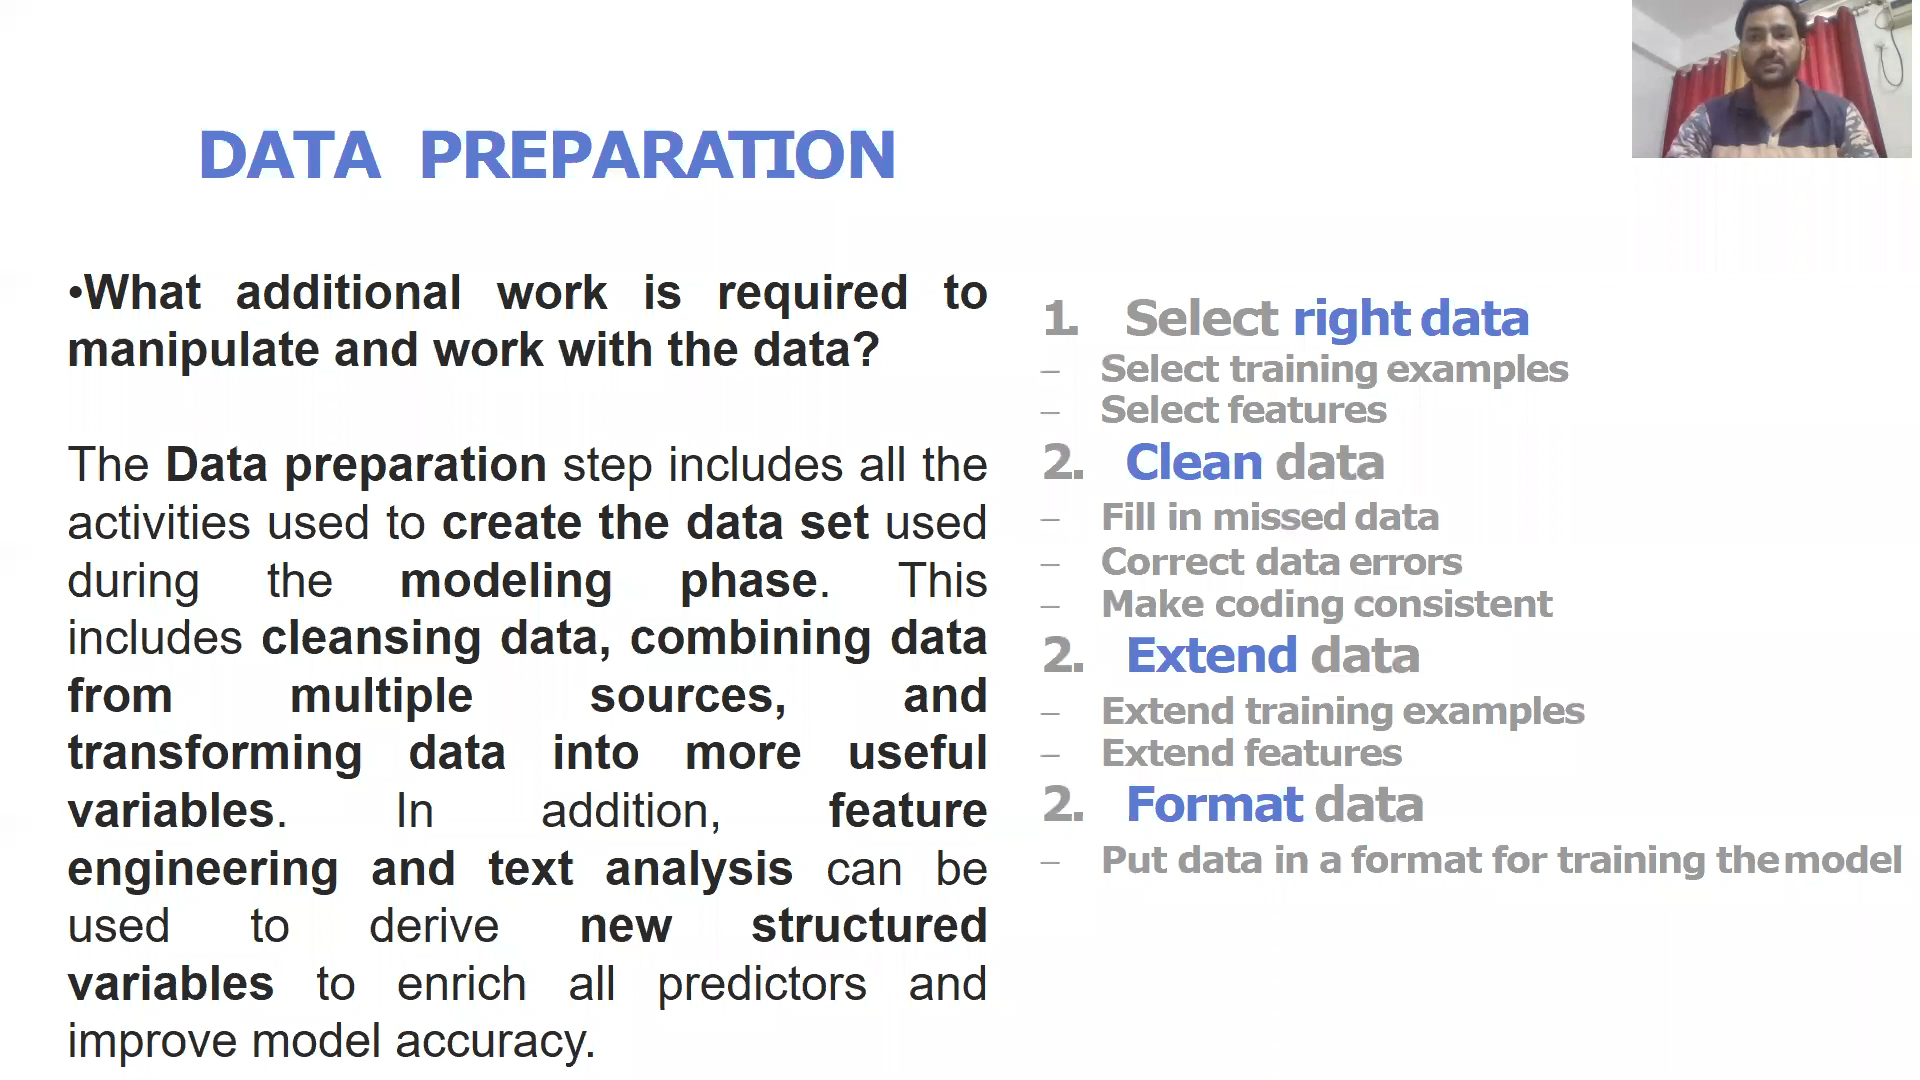 DATA PREPARATION
•What additional work is required to
manipulate and work with the data?
The Data preparation step includes all the
activities used to create the data set used
during the modeling phase. This
includes cleansing data, combining data
from multiple sources, and
transforming data into more useful
variables. In addition, feature
engineering and text analysis can be
used to derive new structured
variables to enrich all predictors and
improve model accuracy.
1. Select right data
– Select training examples
– Select features
2. Clean data
– Fill in missed data
– Correct data errors
– Make coding consistent
2. Extend data
– Extend training examples
– Extend features
2. Format data
– Put data in a format for training the model